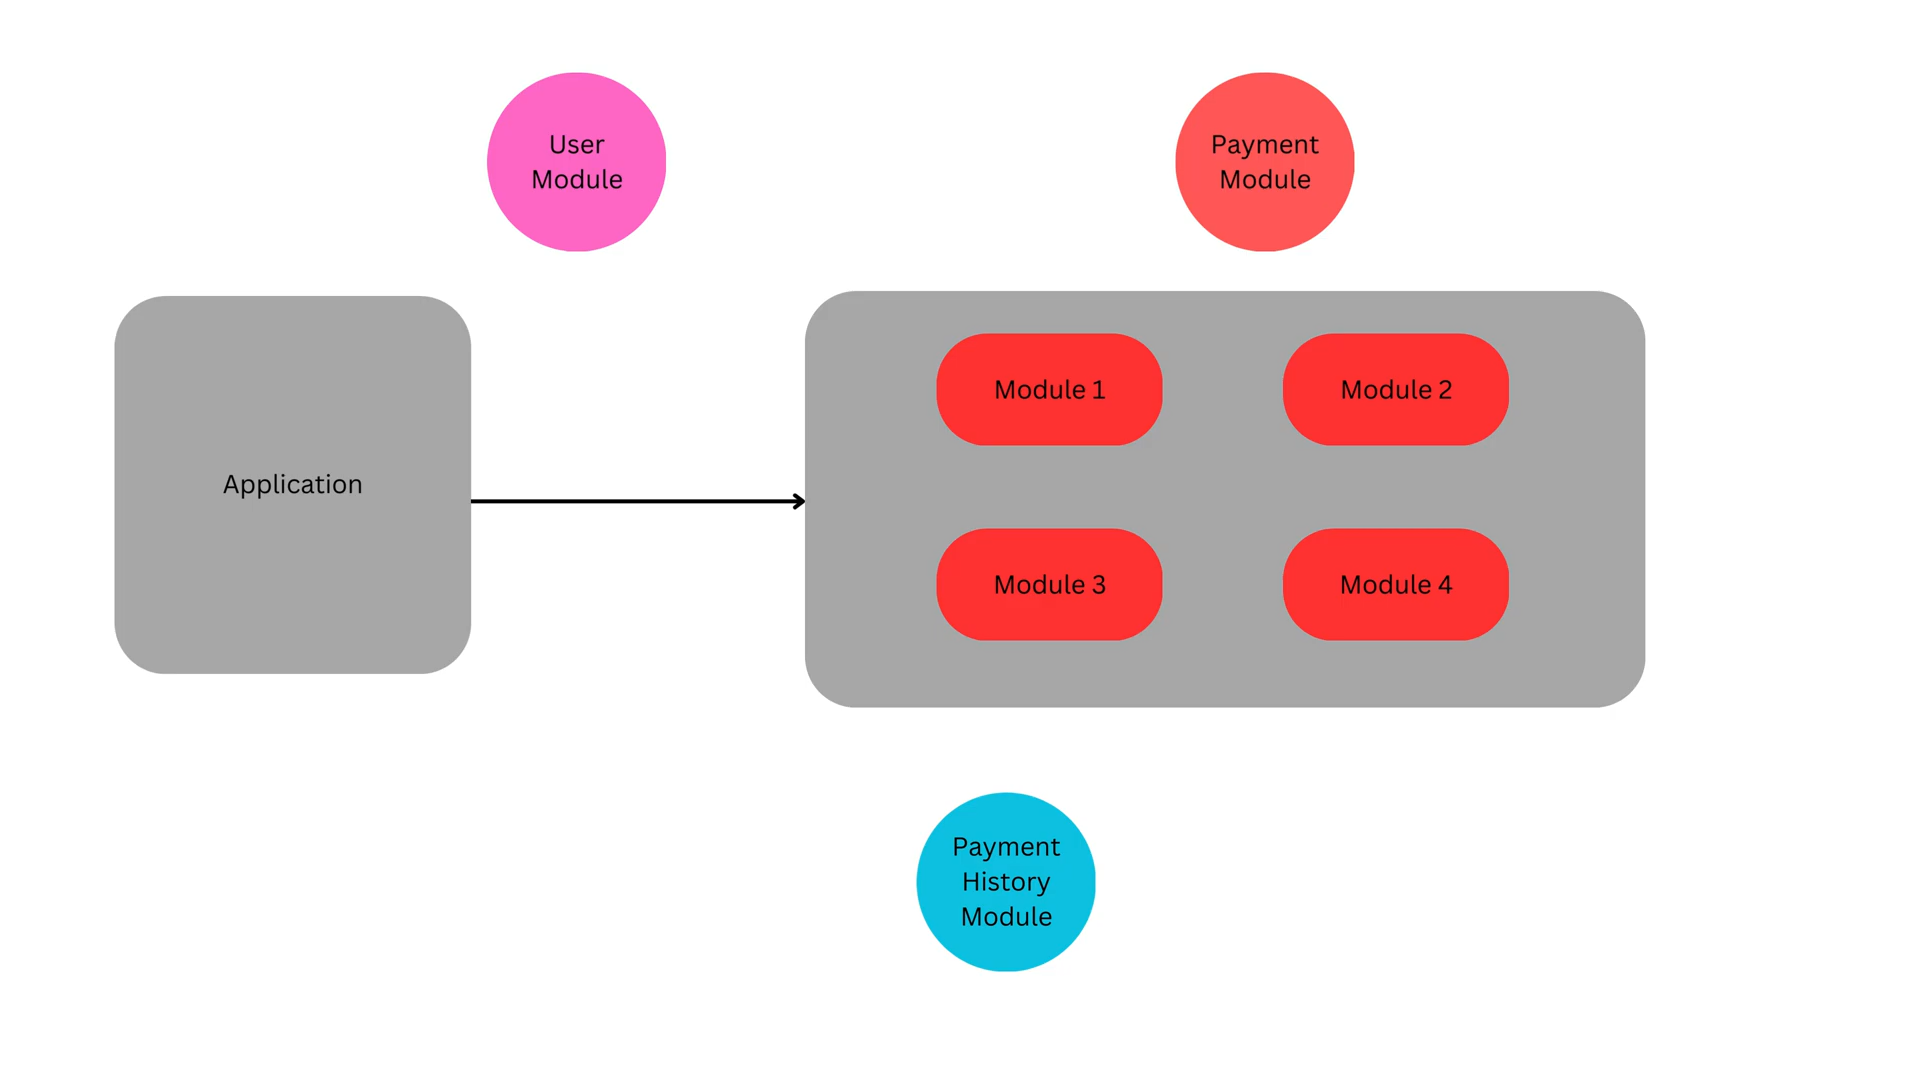 User
Module
Payment
Module
Application
Module 1
Module 2
Module 3
Module 4
Payment
History
Module